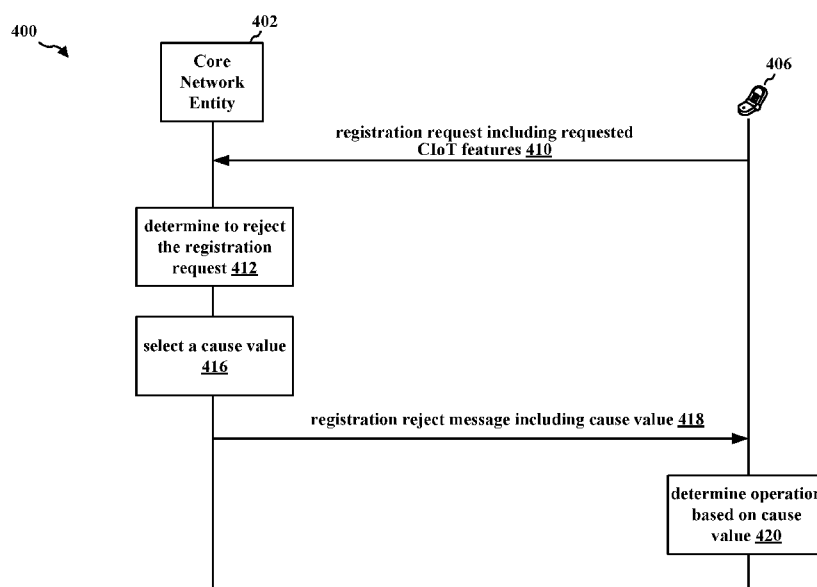 400
402
Core
Network
Entity
406
registration request including requested
CIoT features 410
determine to reject
the registration
request 412
select a cause value
416
registration reject message including cause value 418
determine operation
based on cause
value 420